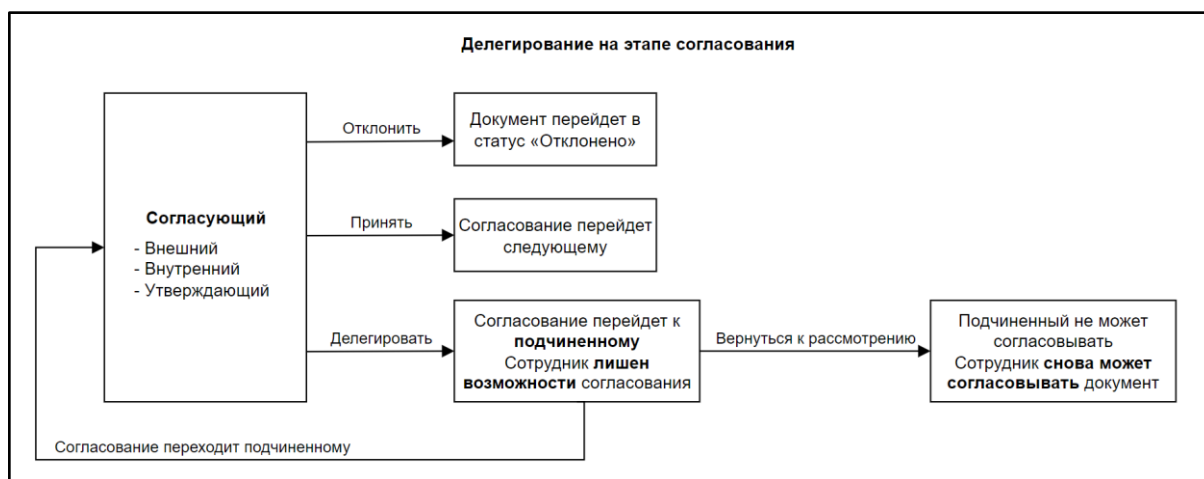 Делегирование на этапе согласования
Согласующий
- Внешний
- Внутренний
- Утверждающий
Отклонить
Документ перейдет в
статус «Отклонено»
Принять
Согласование перейдет
следующему
Делегировать
Согласование перейдет к
подчиненному
Сотрудник лишен
возможности согласования
Вернуться к рассмотрению
Подчиненный не может
согласовывать
Сотрудник снова может
согласовывать документ
Согласование переходит подчиненному